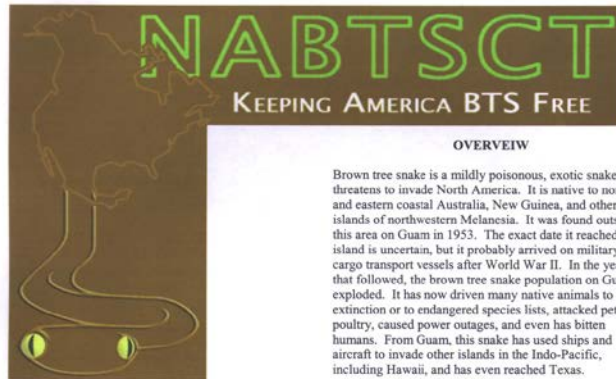 NABTSCT
KEEPING AMERICA BTS FREE
OVERVEIW
Brown tree snake is a mildly poisonous, exotic snake
threatens to invade North America. It is native to
and eastern coastal Australia, New Guinea, and other
islands of northwestern Melanesia. It was found
this area on Guam in 1953. The exact date it reached
island is uncertain, but it probably arrived on military
cargo transport vessels after World War II. In the
that followed, the brown tree snake population on
exploded. It has now driven many native animals to
extinction or to endangered species lists, attacked
poultry, caused power outages, and even has bitten
humans. From Guam, this snake has used ships and
aircraft to invade other islands in the Indo-Pacific,
including Hawaii, and has even reached Texas.